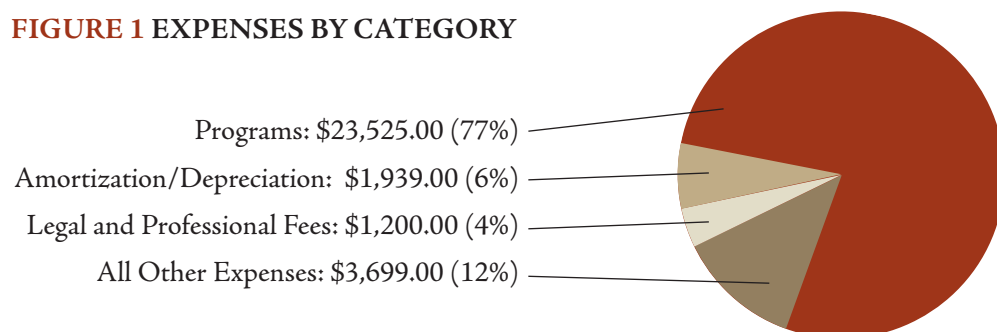 FIGURE 1 EXPENSES BY CATEGORY
Programs: $23,525.00 (77%)
Amortization/Depreciation: $1,939.00 (6%)
Legal and Professional Fees: $1,200.00 (4%)
All Other Expenses: $3,699.00 (12%)